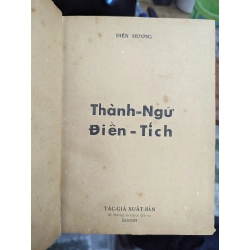 DIÊN HƯƠNG
Thành-Ngữ
Điển-Tích
TÁC-GIẢ XUẤT-BẢN